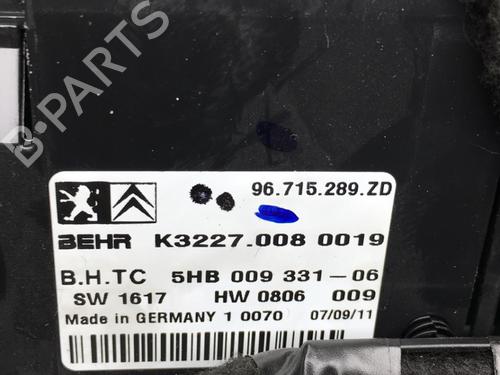 B-PARTS
96.715.289.ZD
BEHR K3227.008 0019
B.H.TC 5HB 009 331-06
SW 1617 HW 0806 009
Made in GERMANY 1 0070 07/09/11